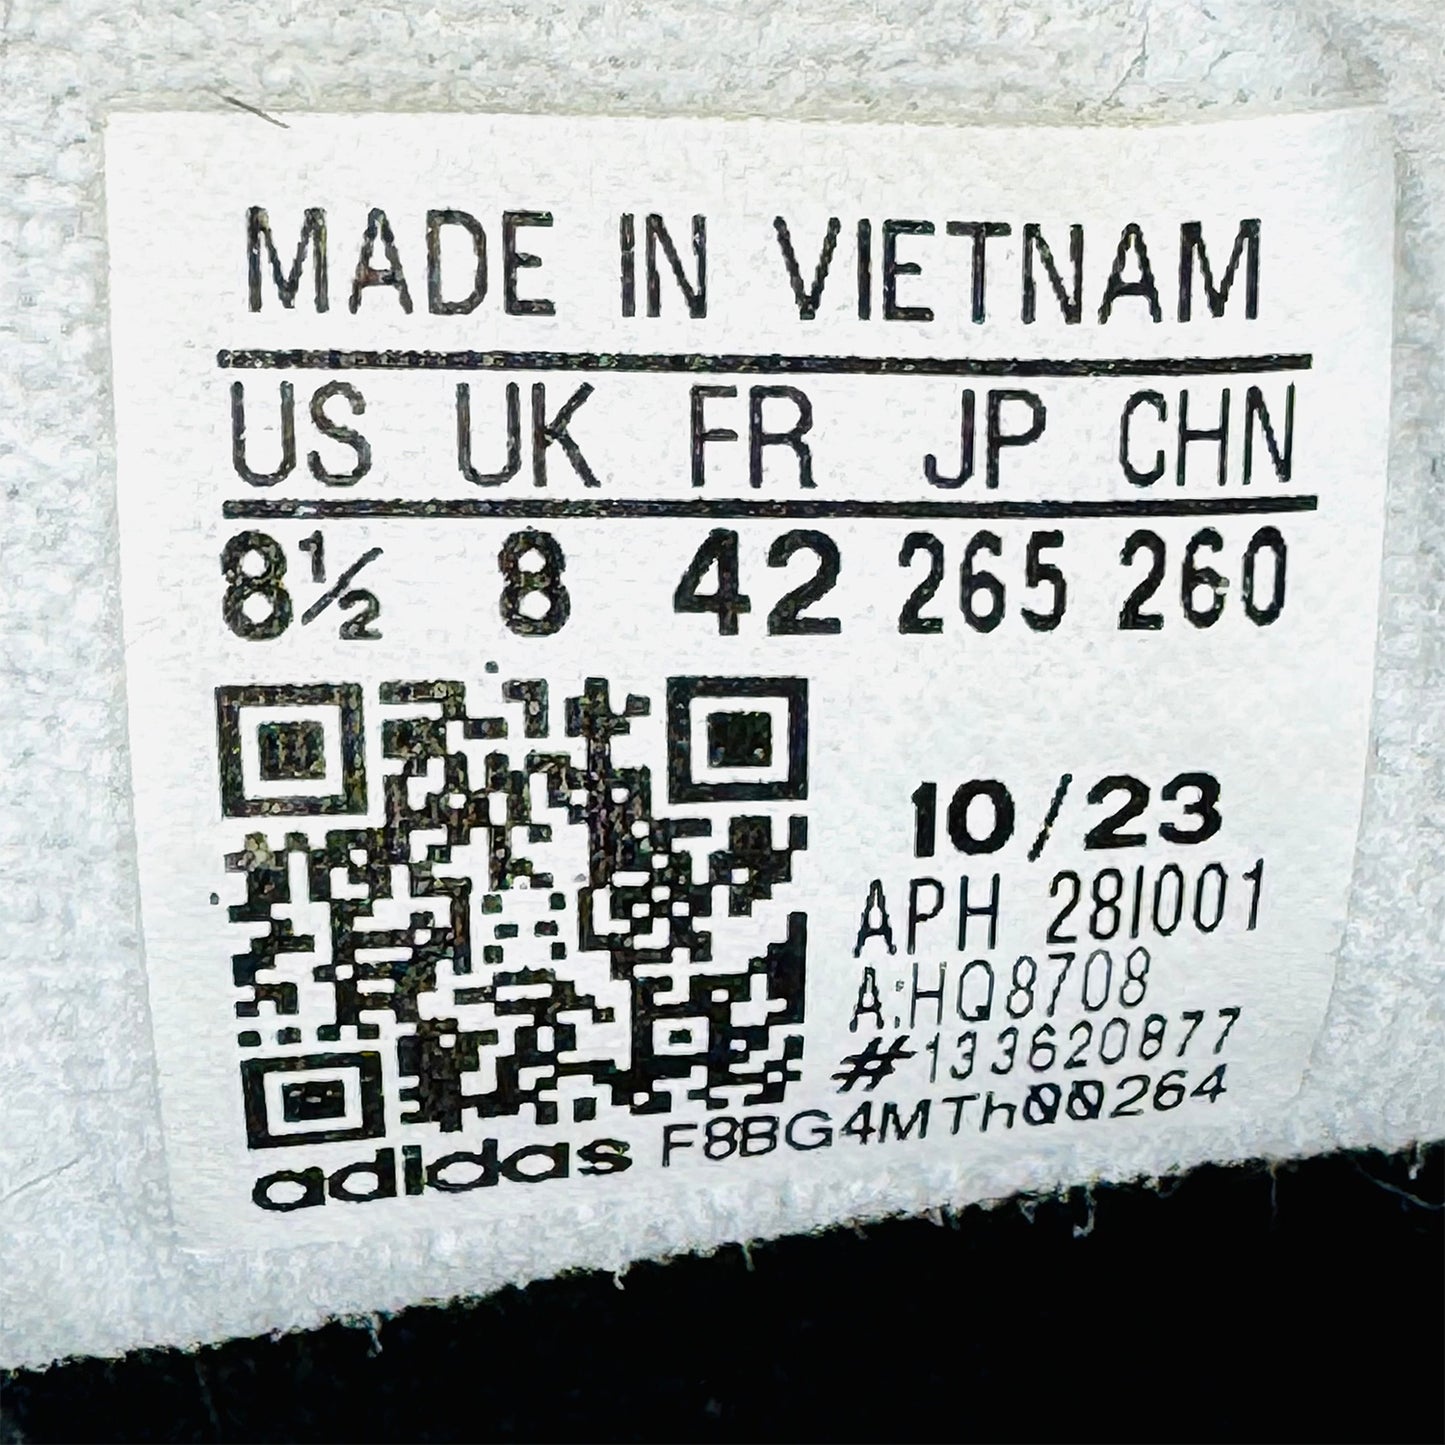 MADE IN VIETNAM
US UK FR JP CHN
8½ 8 42 265 260
10/23
APH 28I001
A:HQ8708
#133620877
adidas F8BG4MTh00264